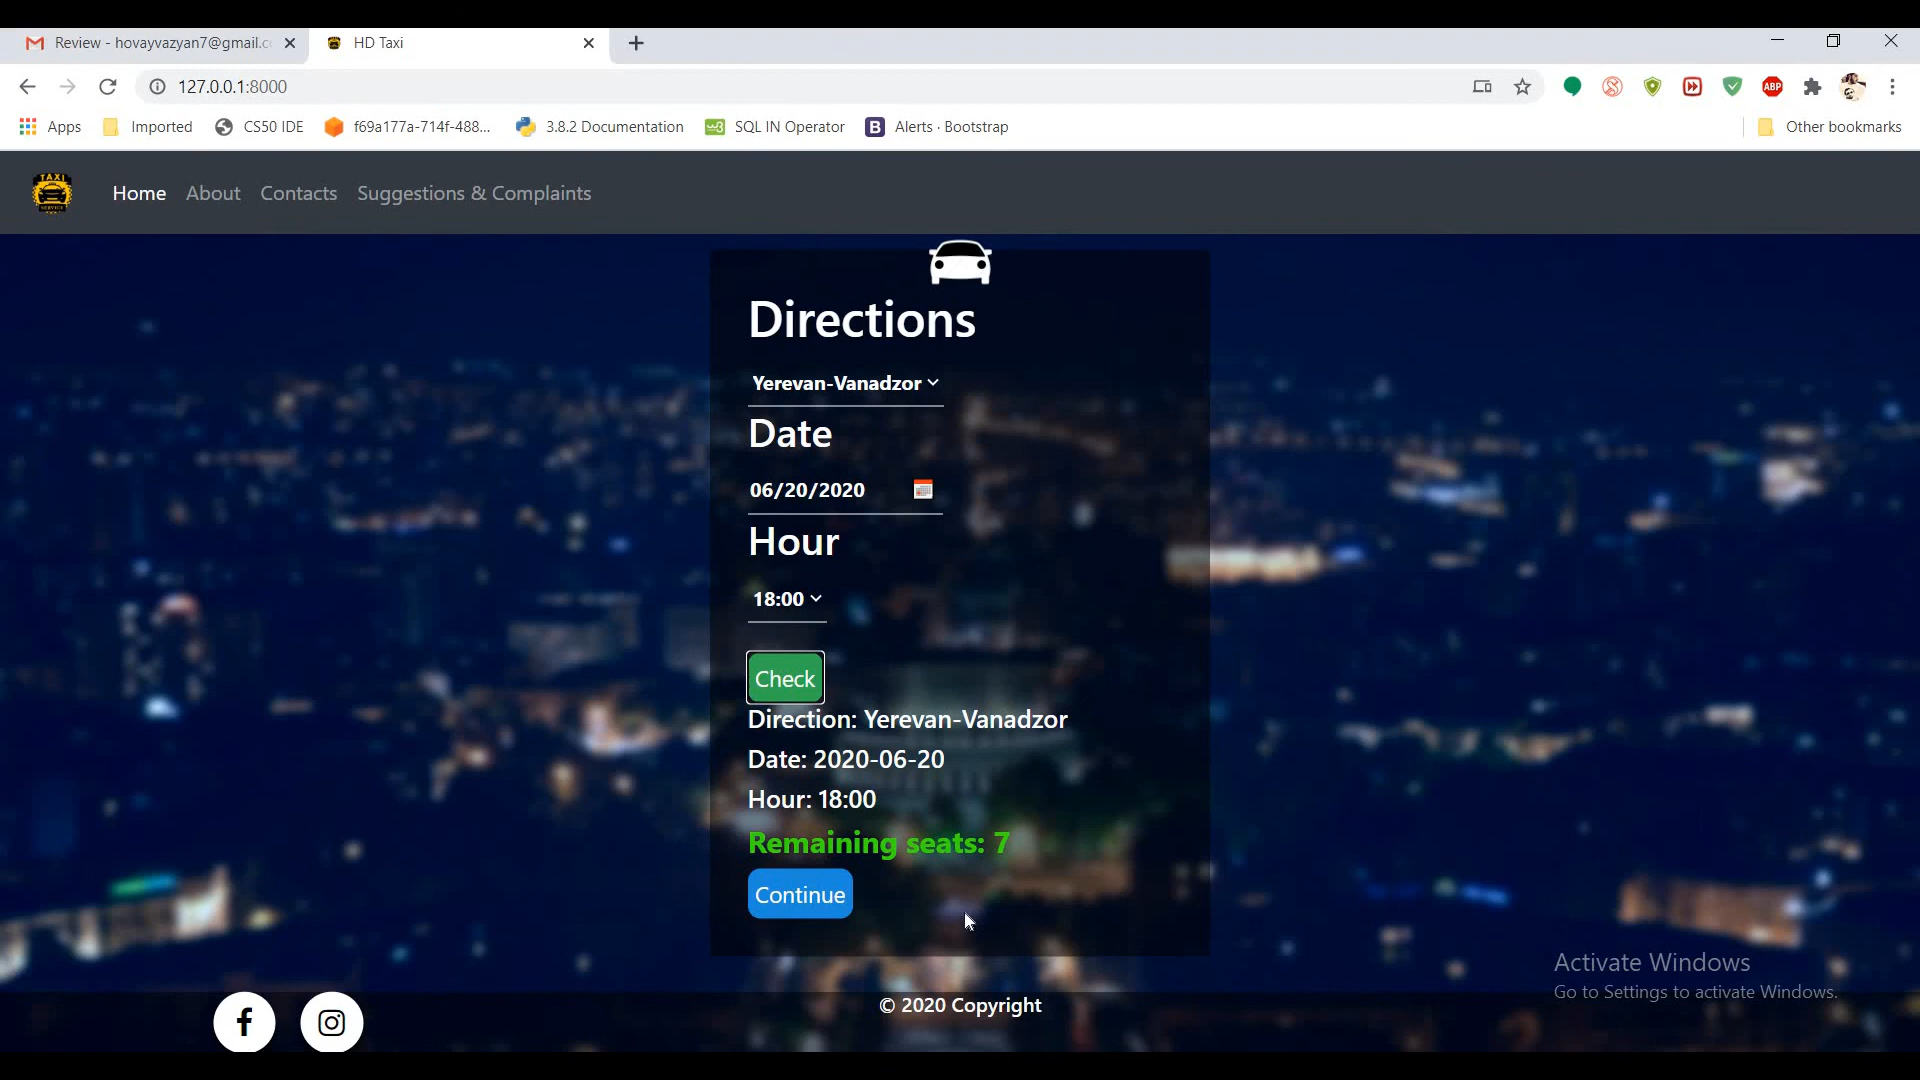 Review - hovayvazyan7@gmail.c
HD Taxi
127.0.0.1:8000
ABP
Apps
Imported
CS50 IDE
f69a177a-714f-488...
3.8.2 Documentation
SQL IN Operator
B
Alerts · Bootstrap
Other bookmarks
TAXI
SERVICE
Home
About
Contacts
Suggestions & Complaints
Directions
Yerevan-Vanadzor
Date
06/20/2020
Hour
18:00
Check
Direction: Yerevan-Vanadzor
Date: 2020-06-20
Hour: 18:00
Remaining seats: 7
Continue
Activate Windows
Go to Settings to activate Windows.
© 2020 Copyright